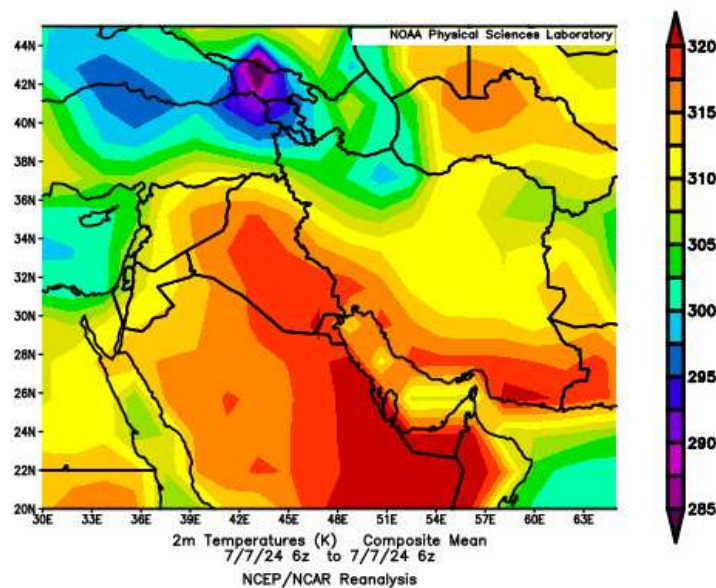 NOAA Physical Sciences Laboratory
44N
42N
40N
38N
36N
34N
32N
30N
28N
26N
24N
22N
20N
30E 33E 36E 39E 42E 45E 48E 51E 54E 57E 60E 63E
320
315
310
305
300
295
290
285
2m Temperatures (K) Composite Mean
7/7/24 6z to 7/7/24 6z
NCEP/NCAR Reanalysis